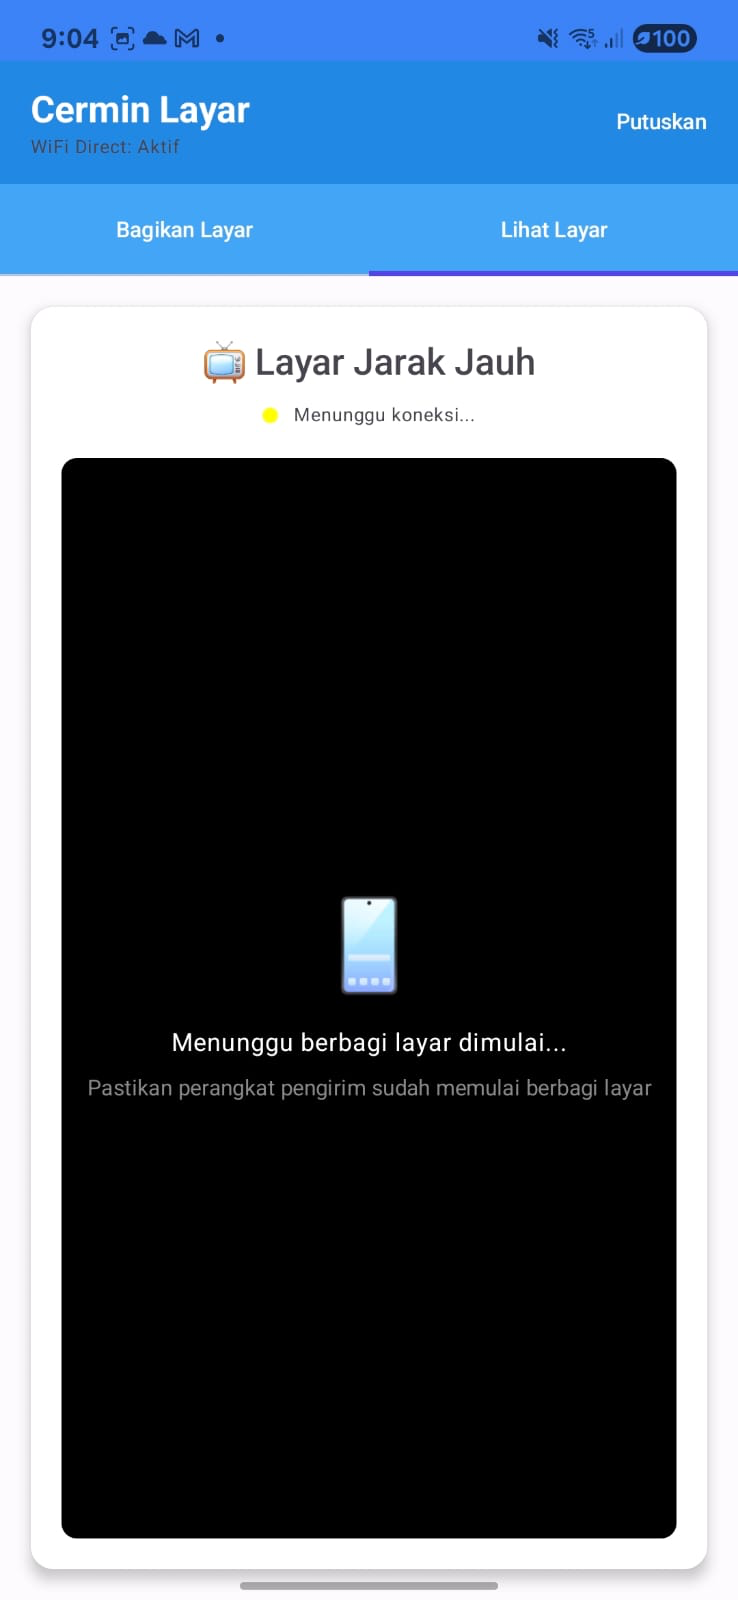 9:04
5
100
Cermin Layar
WiFi Direct: Aktif
Putuskan
Bagikan Layar
Lihat Layar
Layar Jarak Jauh
Menunggu koneksi...
Menunggu berbagi layar dimulai...
Pastikan perangkat pengirim sudah memulai berbagi layar